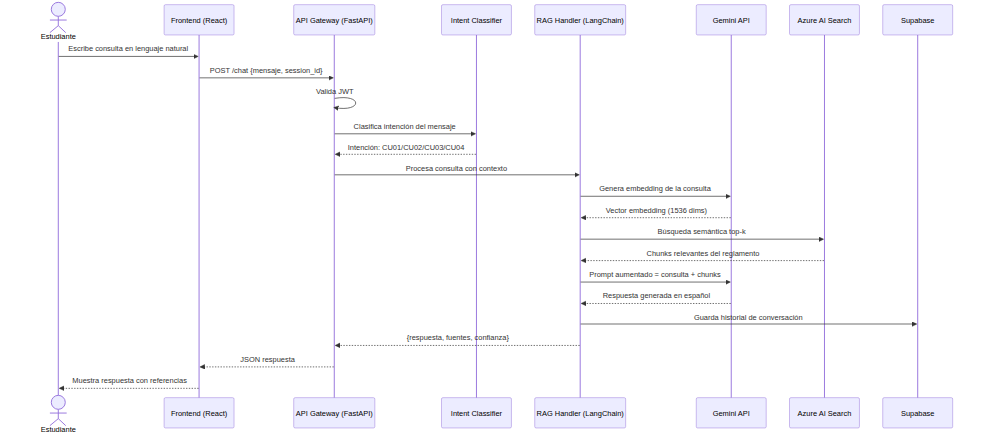 Estudiante
Frontend (React)
API Gateway (FastAPI)
Intent Classifier
RAG Handler (LangChain)
Gemini API
Azure AI Search
Supabase
Escribe consulta en lenguaje natural
POST /chat {mensaje, session_id}
Valida JWT
Clasifica intención del mensaje
Intención: CU01/CU02/CU03/CU04
Procesa consulta con contexto
Genera embedding de la consulta
Vector embedding (1536 dims)
Búsqueda semántica top-k
Chunks relevantes del reglamento
Prompt aumentado = consulta + chunks
Respuesta generada en español
Guarda historial de conversación
{respuesta, fuentes, confianza}
JSON respuesta
Muestra respuesta con referencias
Estudiante
Frontend (React)
API Gateway (FastAPI)
Intent Classifier
RAG Handler (LangChain)
Gemini API
Azure AI Search
Supabase